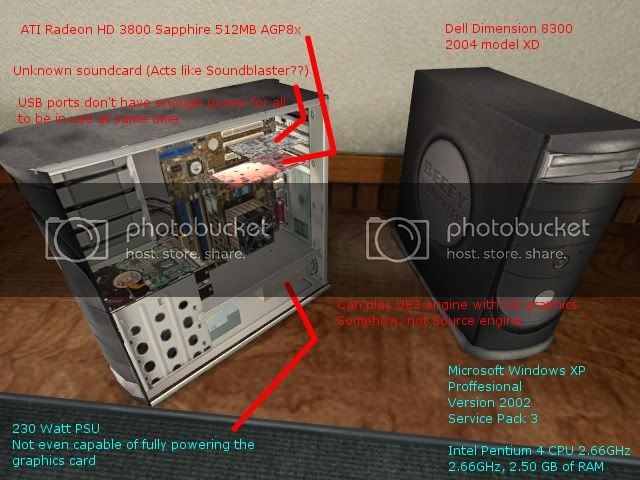 ATI Radeon HD 3800 Sapphire 512MB AGP8x
Dell Dimension 8300
2004 model XD
Unknown soundcard (Acts like Soundblaster??)
USB ports don't have enough power for all
to be in use at same time
photobucket
host. store. share.
photobucket
host. store. share.
Can play UE3 engine with full graphics
Somehow, not Source engine
Microsoft Windows XP
Proffesional
Version 2002
Service Pack 3
230 Watt PSU
Not even capable of fully powering the
graphics card
Intel Pentium 4 CPU 2.66GHz
2.66GHz, 2.50 GB of RAM